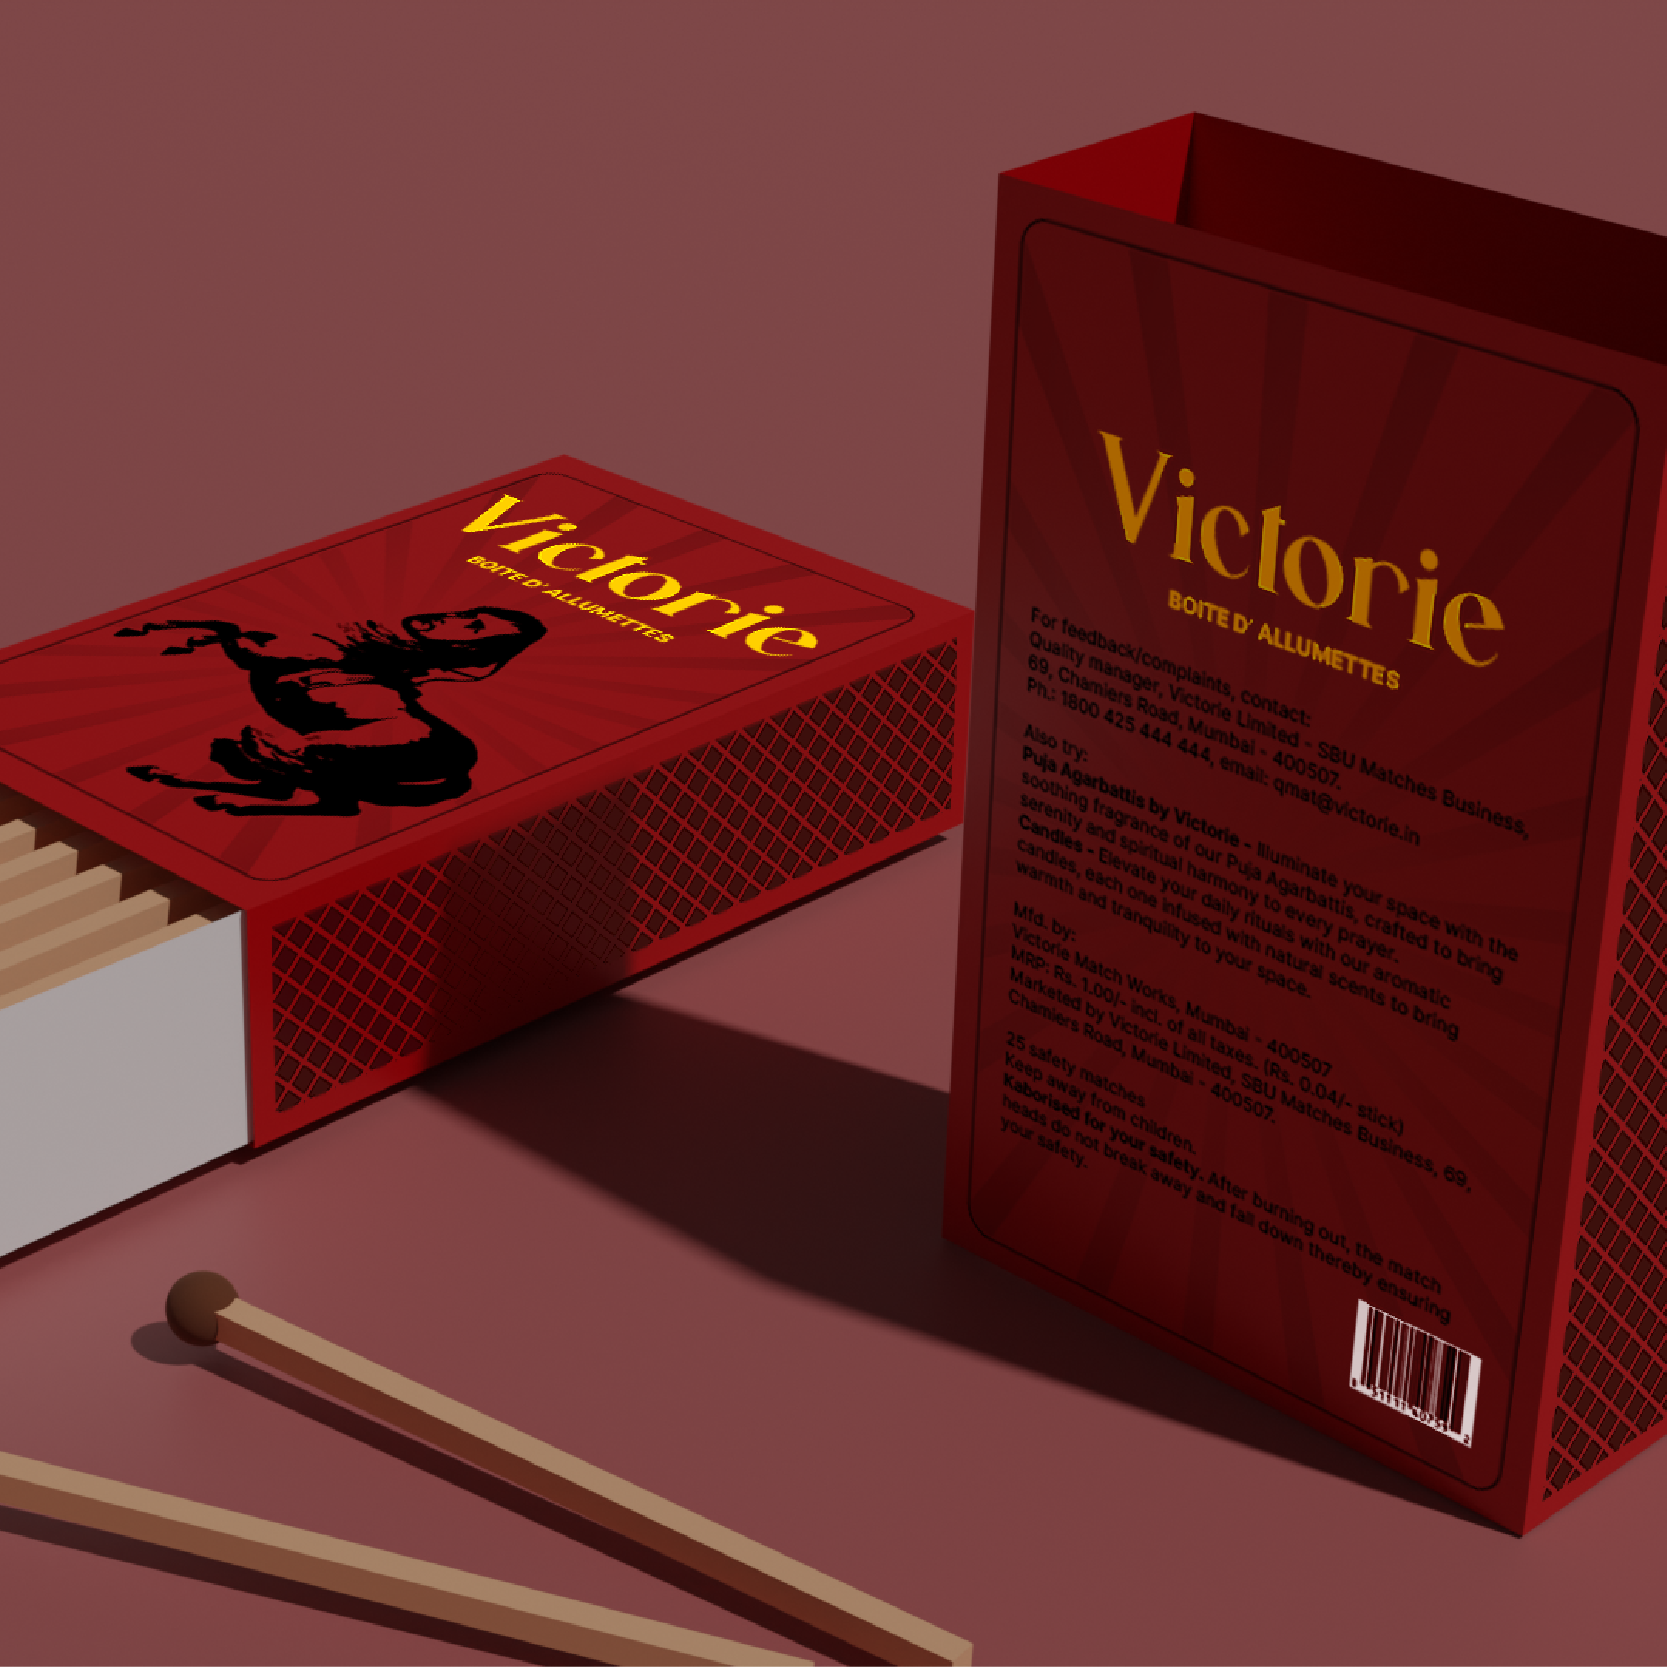 Victorie
BOITE D' ALLUMETTES
Victorie
BOITE D' ALLUMETTES
For feedback/complaints, contact:
Quality manager, Victorie Limited - SBU Matches Business,
69, Chamiers Road, Mumbai - 400507.
Ph.: 1800 425 444 444, email: qmat@victorie.in
Also try:
Puja Agarbattis by Victorie - Illuminate your space with the
soothing fragrance of our Puja Agarbattis, crafted to bring
serenity and spiritual harmony to every prayer.
Candles - Elevate your daily rituals with our aromatic
candles, each one infused with natural scents to bring
warmth and tranquility to your space.
Mfd. by:
Victorie Match Works, Mumbai - 400507
MRP: Rs. 1.00/- incl. of all taxes. (Rs. 0.04/- stick)
Marketed by Victorie Limited, SBU Matches Business, 69,
Chamiers Road, Mumbai - 400507.
25 safety matches
Keep away from children.
Kaborised for your safety. After burning out, the match
heads do not break away and fall down thereby ensuring
your safety.